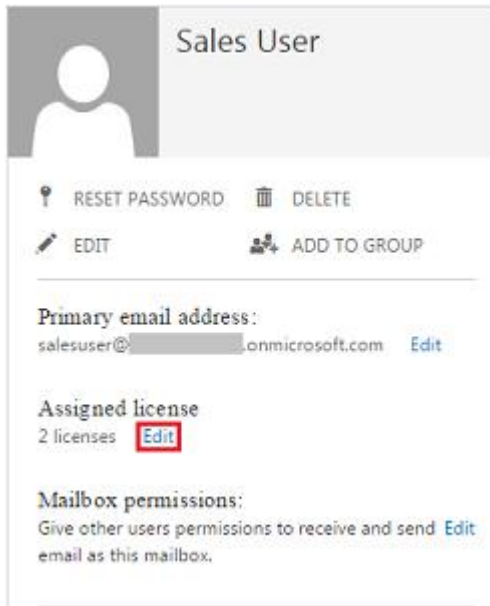 Sales User
RESET PASSWORD DELETE
EDIT ADD TO GROUP
Primary email address:
salesuser@ .onmicrosoft.com Edit
Assigned license
2 licenses Edit
Mailbox permissions:
Give other users permissions to receive and send Edit
email as this mailbox.